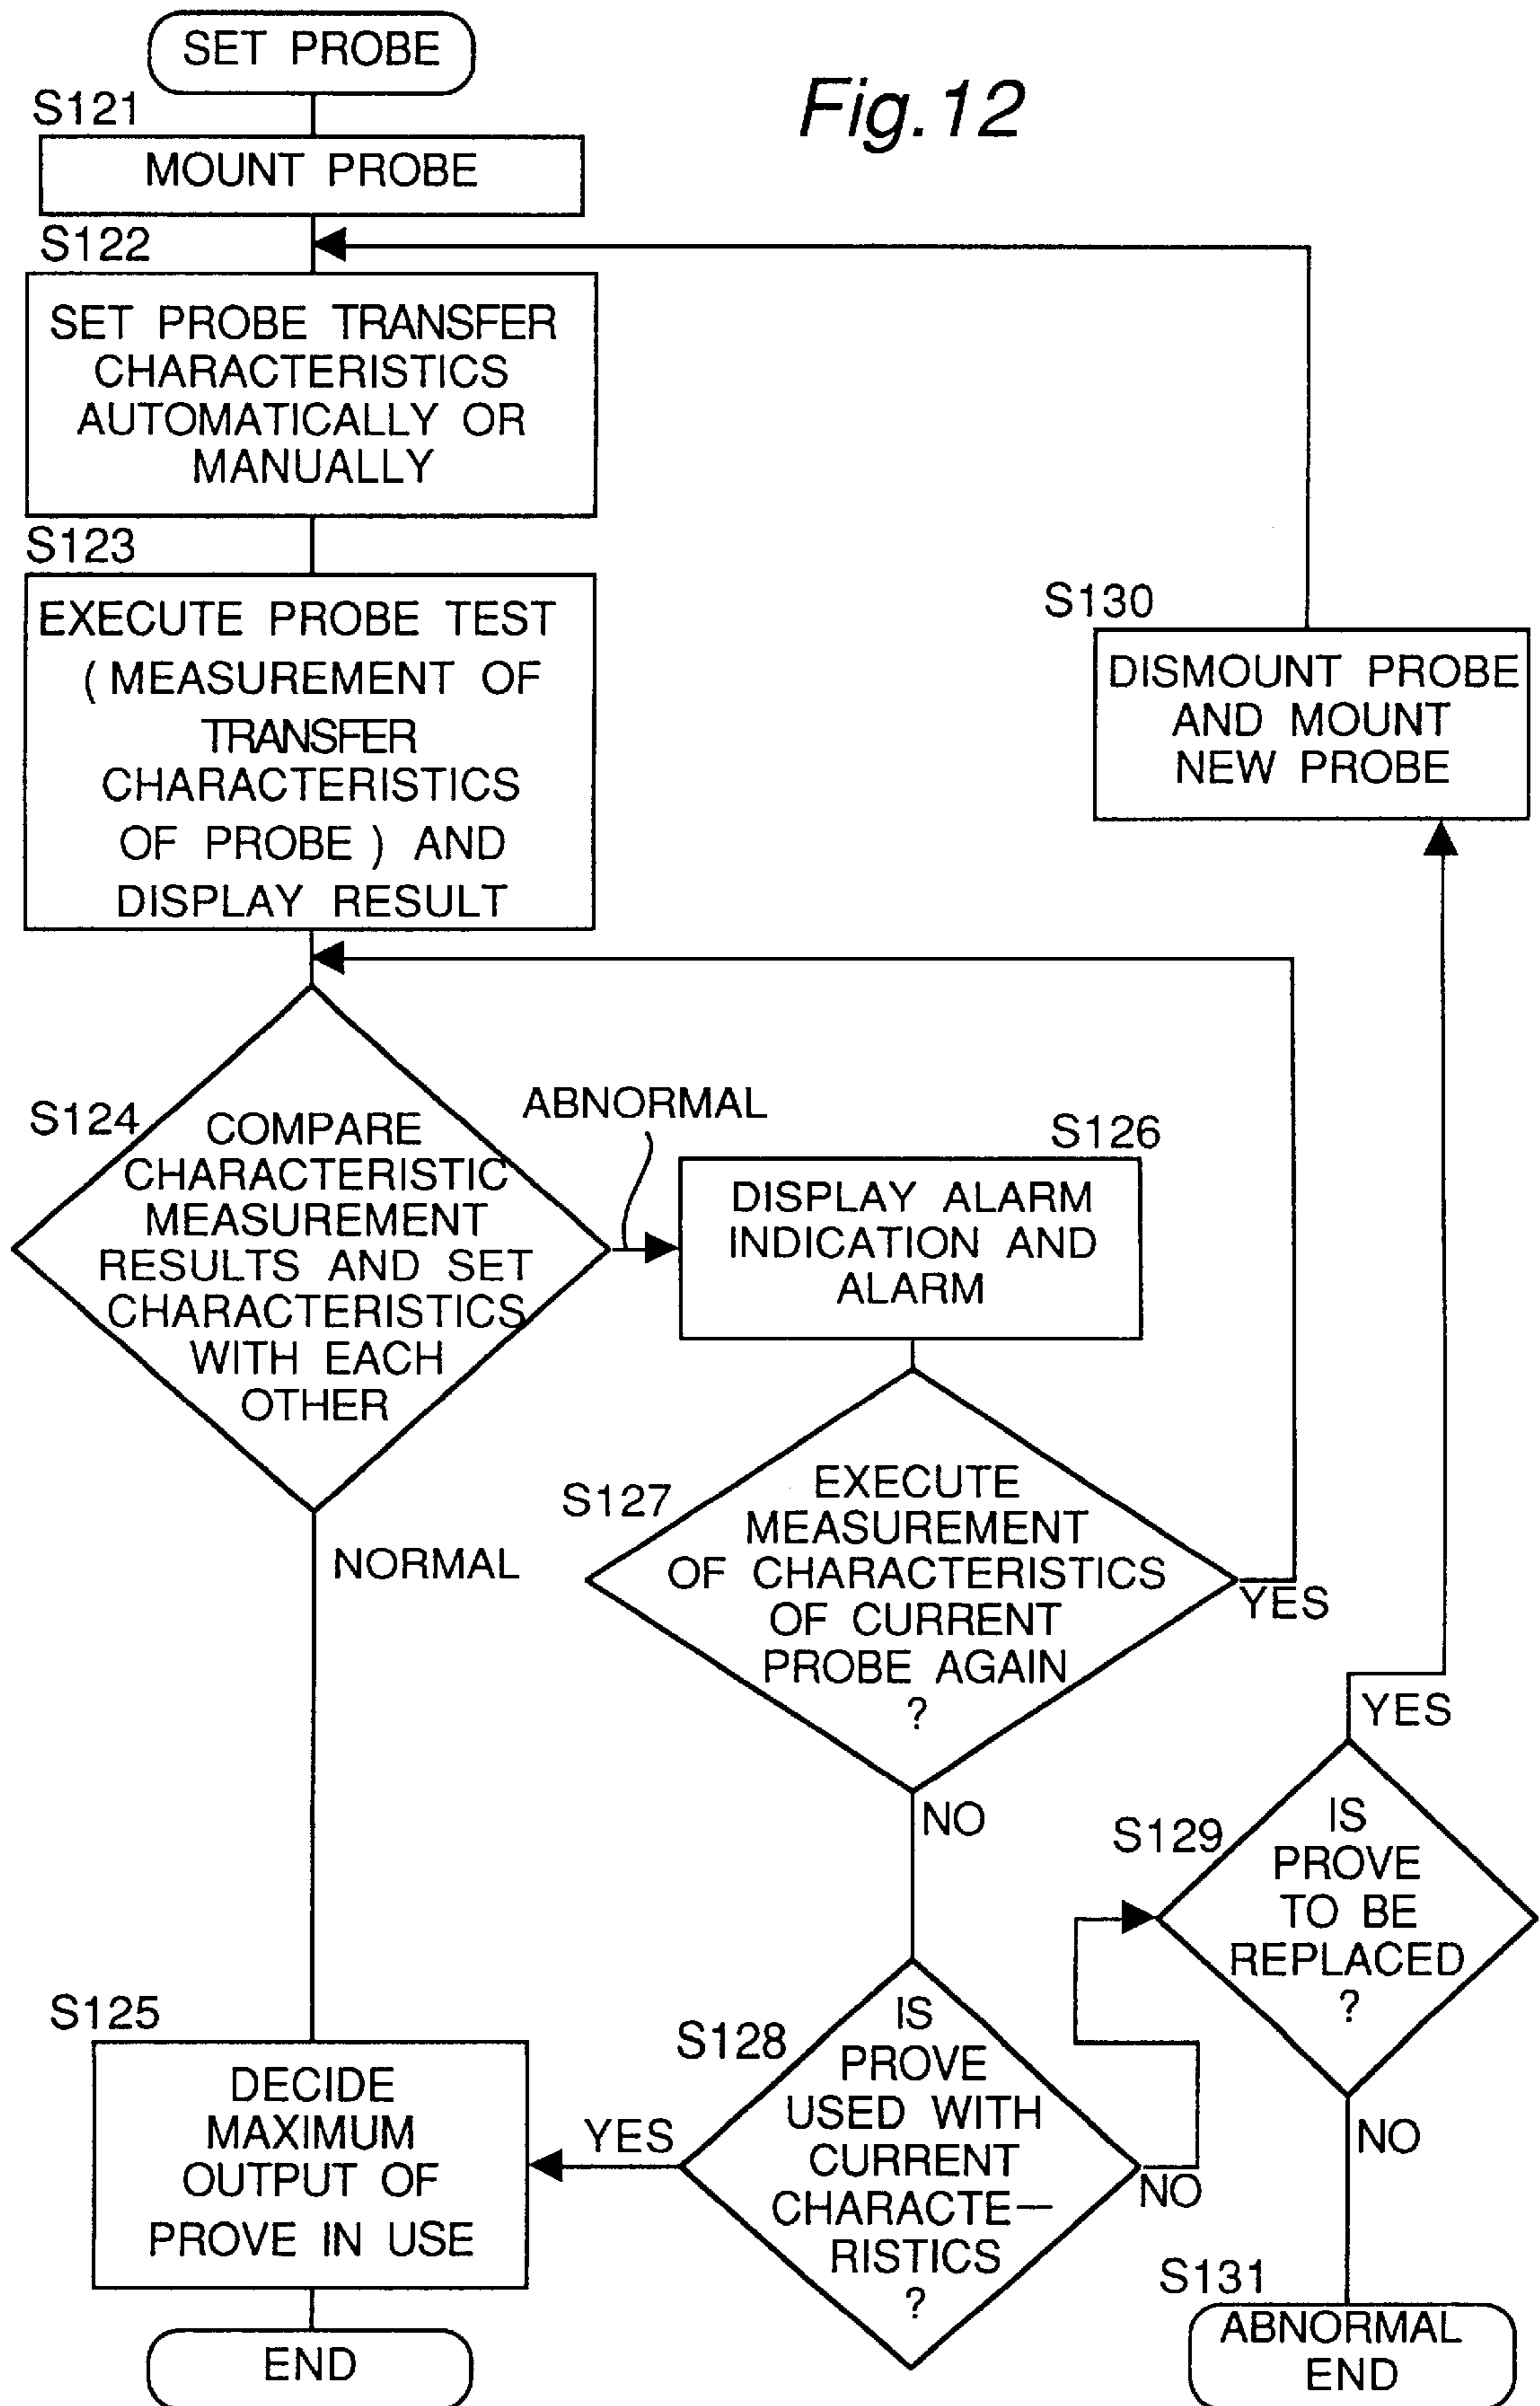 SET PROBE
Fig.12
S121
MOUNT PROBE
S122
SET PROBE TRANSFER
CHARACTERISTICS
AUTOMATICALLY OR
MANUALLY
S123
EXECUTE PROBE TEST
( MEASUREMENT OF
TRANSFER
CHARACTERISTICS
OF PROBE ) AND
DISPLAY RESULT
S130
DISMOUNT PROBE
AND MOUNT
NEW PROBE
S124
COMPARE
CHARACTERISTIC
MEASUREMENT
RESULTS AND SET
CHARACTERISTICS
WITH EACH
OTHER
ABNORMAL
S126
DISPLAY ALARM
INDICATION AND
ALARM
NORMAL
S127
EXECUTE
MEASUREMENT
OF CHARACTERISTICS
OF CURRENT
PROBE AGAIN
?
YES
NO
YES
S129
IS
PROVE
TO BE
REPLACED
?
NO
S128
IS
PROVE
USED WITH
CURRENT
CHARACTE–
RISTICS
?
YES
NO
S125
DECIDE
MAXIMUM
OUTPUT OF
PROVE IN USE
END
S131
ABNORMAL
END